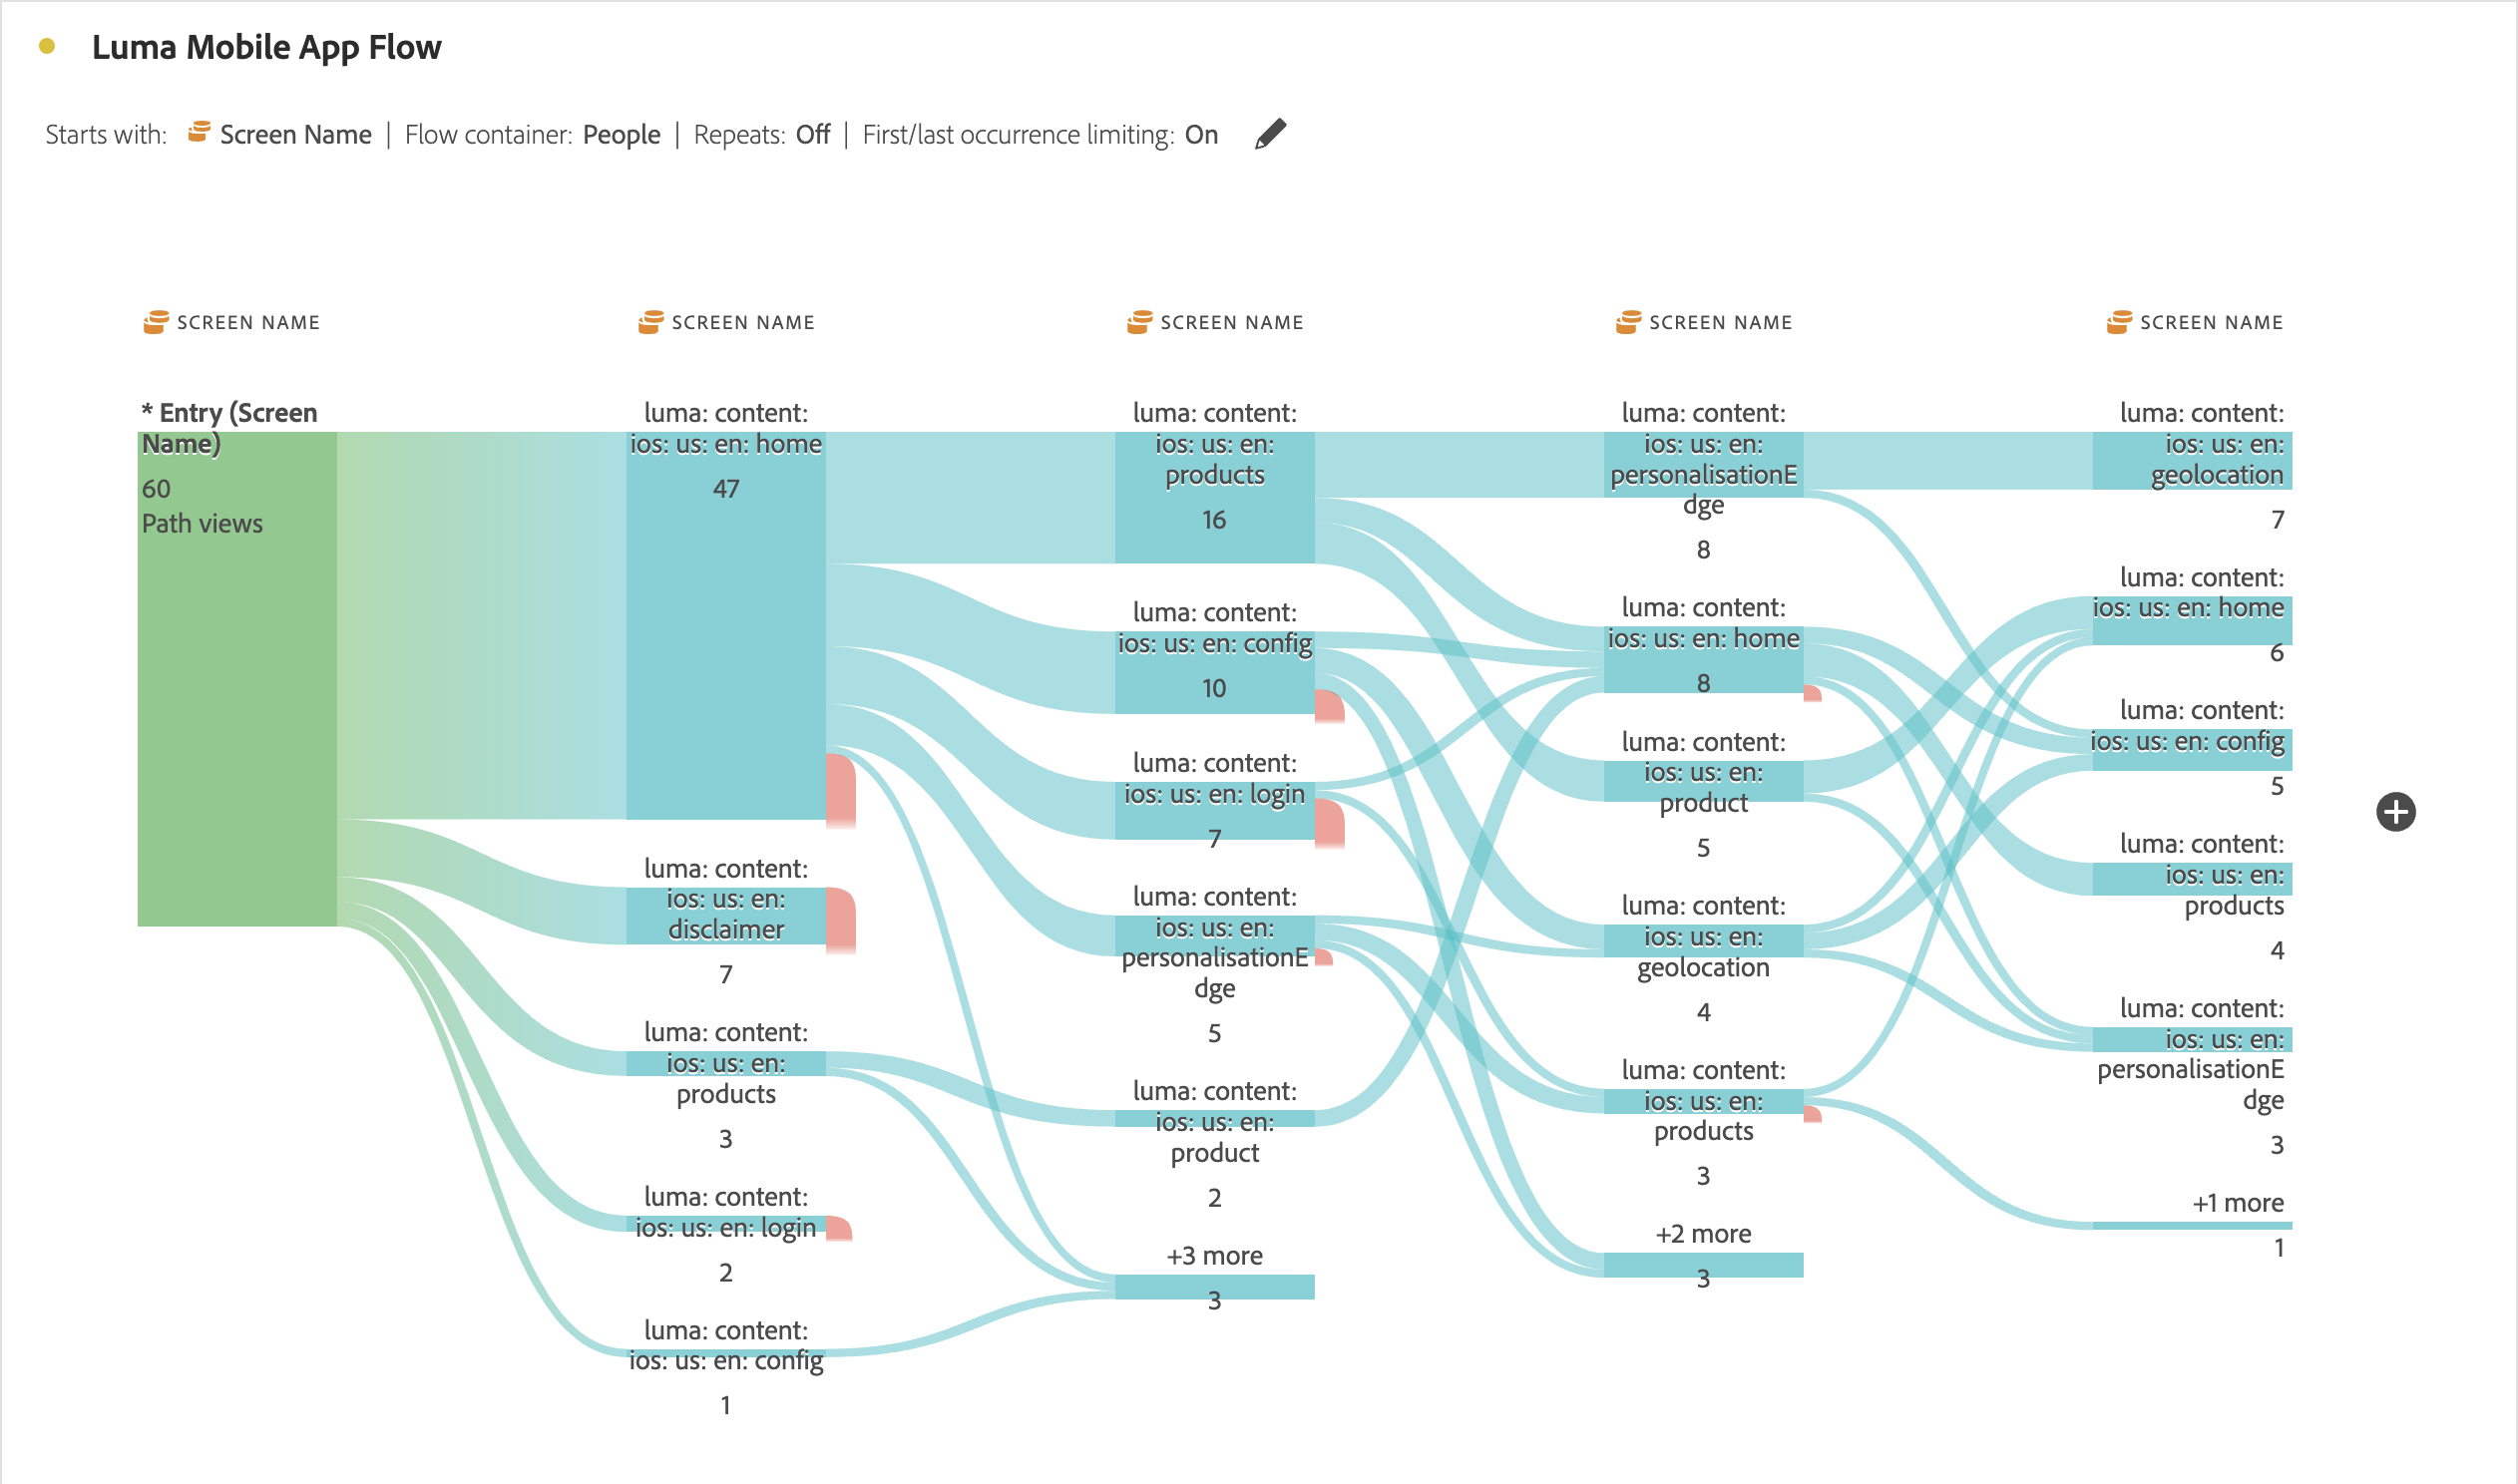 Luma Mobile App Flow
Starts with: Screen Name | Flow container: People | Repeats: Off | First/last occurrence limiting: On
SCREEN NAME
SCREEN NAME
SCREEN NAME
SCREEN NAME
SCREEN NAME
* Entry (Screen
Name)
60
Path views
luma: content:
ios: us: en: home
47
luma: content:
ios: us: en:
disclaimer
7
luma: content:
ios: us: en:
products
3
luma: content:
ios: us: en: login
2
luma: content:
ios: us: en: config
1
luma: content:
ios: us: en:
products
16
luma: content:
ios: us: en: config
10
luma: content:
ios: us: en: login
7
luma: content:
ios: us: en:
personalisationE
dge
5
luma: content:
ios: us: en:
product
2
+3 more
3
luma: content:
ios: us: en:
personalisationE
dge
8
luma: content:
ios: us: en: home
8
luma: content:
ios: us: en:
product
5
luma: content:
ios: us: en:
geolocation
4
luma: content:
ios: us: en:
products
3
+2 more
3
luma: content:
ios: us: en:
geolocation
7
luma: content:
ios: us: en: home
6
luma: content:
ios: us: en: config
5
luma: content:
ios: us: en:
products
4
luma: content:
ios: us: en:
personalisationE
dge
3
+1 more
1